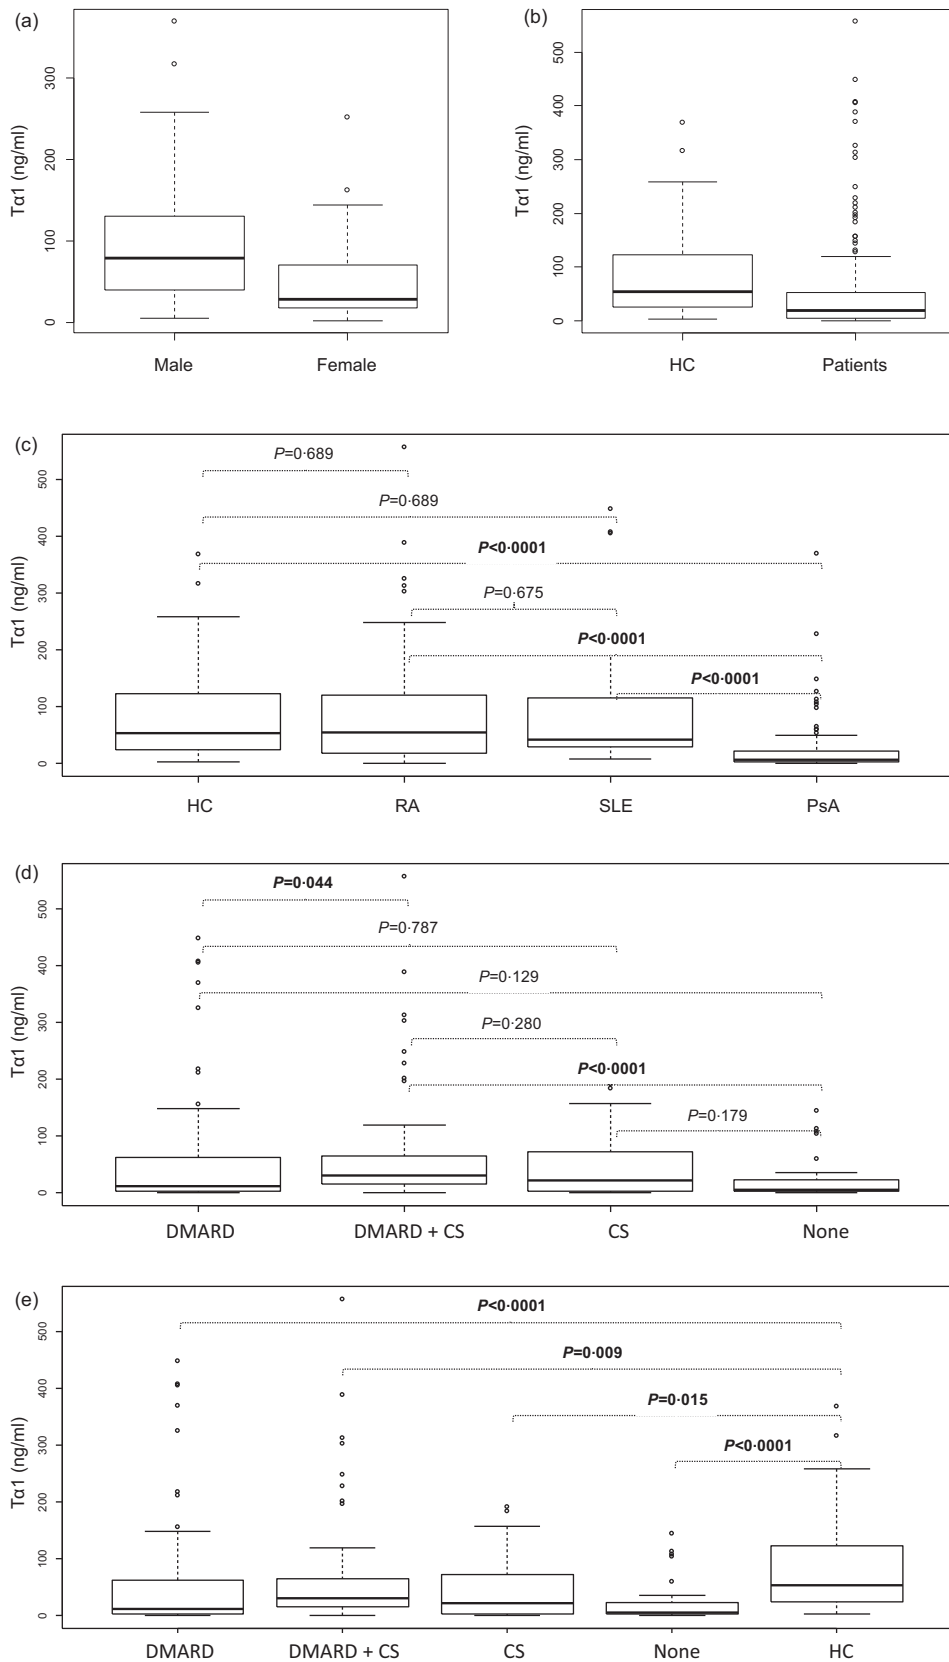 (a)
Tα1 (ng/ml)
0 100 200 300
Male Female
(b)
Tα1 (ng/ml)
0 100 200 300 400 500
HC Patients
(c)
Tα1 (ng/ml)
0 100 200 300 400 500
P=0·689
P=0·689
P<0·0001
P=0·675
P<0·0001
P<0·0001
HC RA SLE PsA
(d)
Tα1 (ng/ml)
0 100 200 300 400 500
P=0·044
P=0·787
P=0·129
P=0·280
P<0·0001
P=0·179
DMARD DMARD + CS CS None
(e)
Tα1 (ng/ml)
0 100 200 300 400 500
P<0·0001
P=0·009
P=0·015
P<0·0001
DMARD DMARD + CS CS None HC